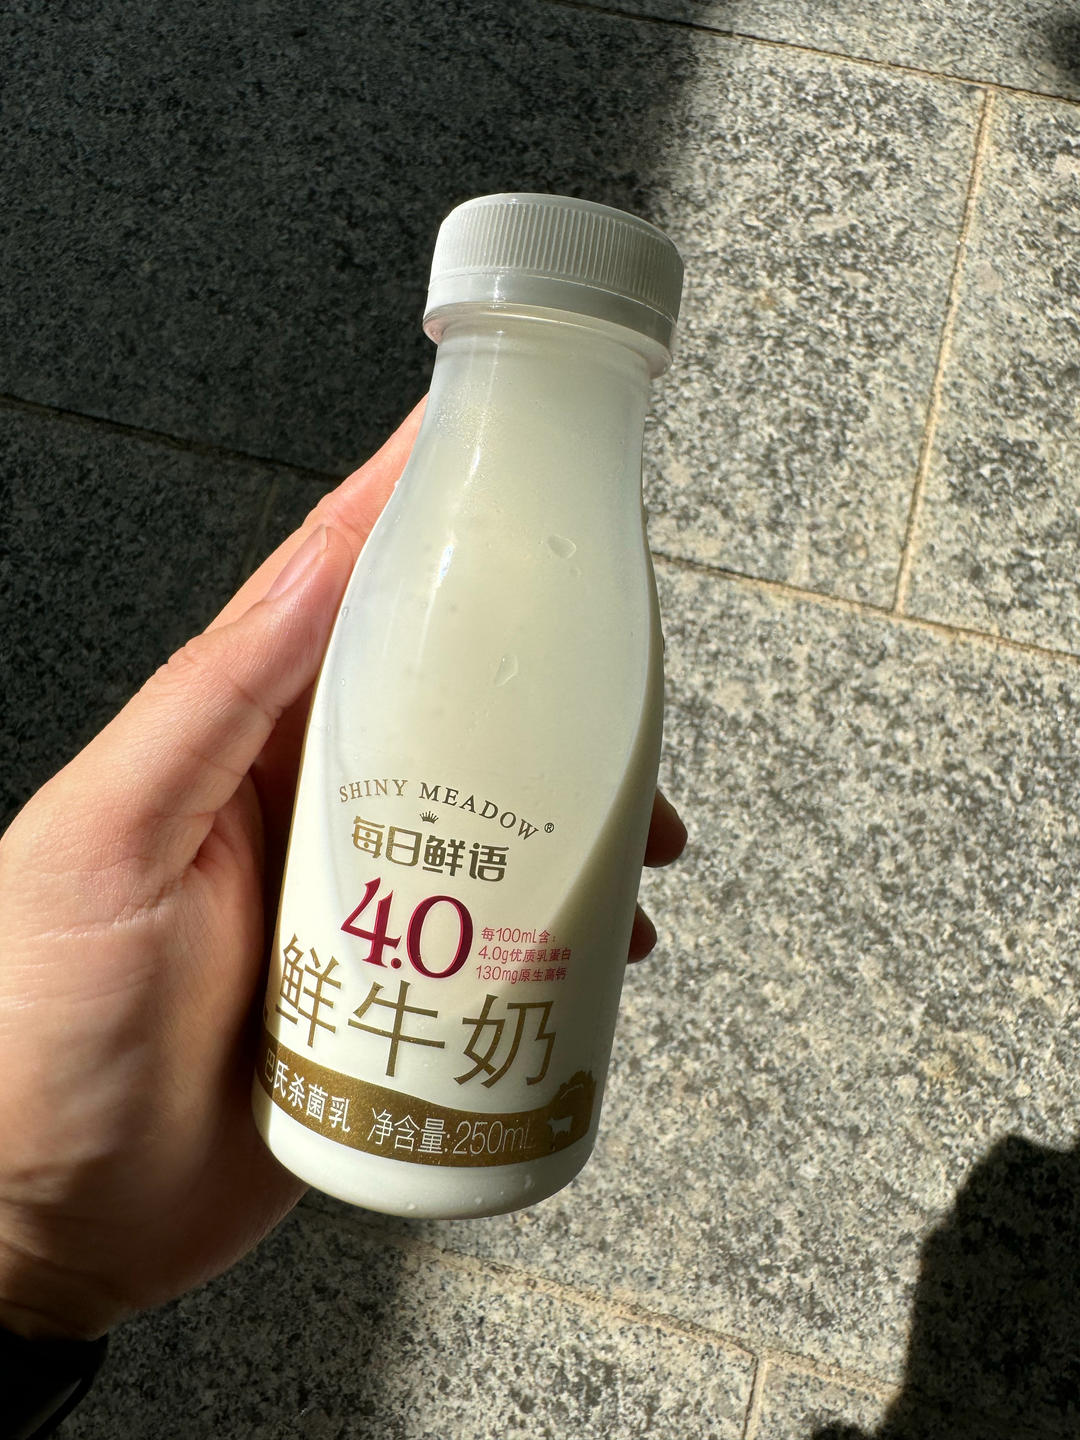 SHINY MEADOW®
每日鲜语
4.0
每100ml含:
4.0g优质乳蛋白
130mg原生高钙
鲜牛奶
巴氏杀菌乳 净含量:250mL